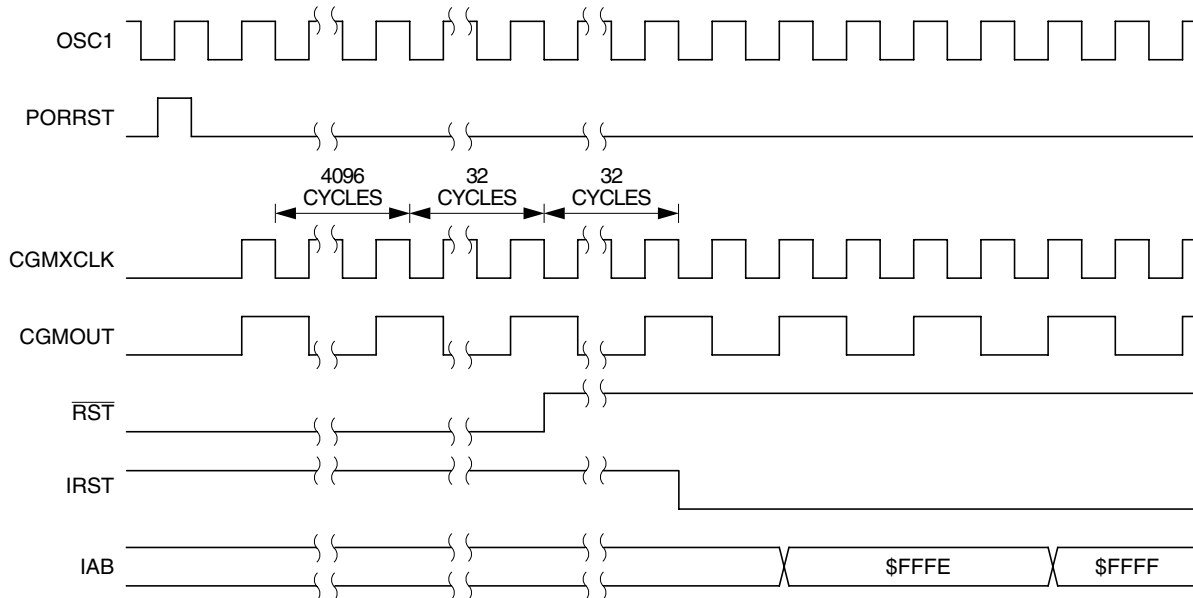 OSC1
PORRST
4096
CYCLES
32
CYCLES
32
CYCLES
CGMXCLK
CGMOUT
RST
IRST
IAB
$FFFE
$FFFF